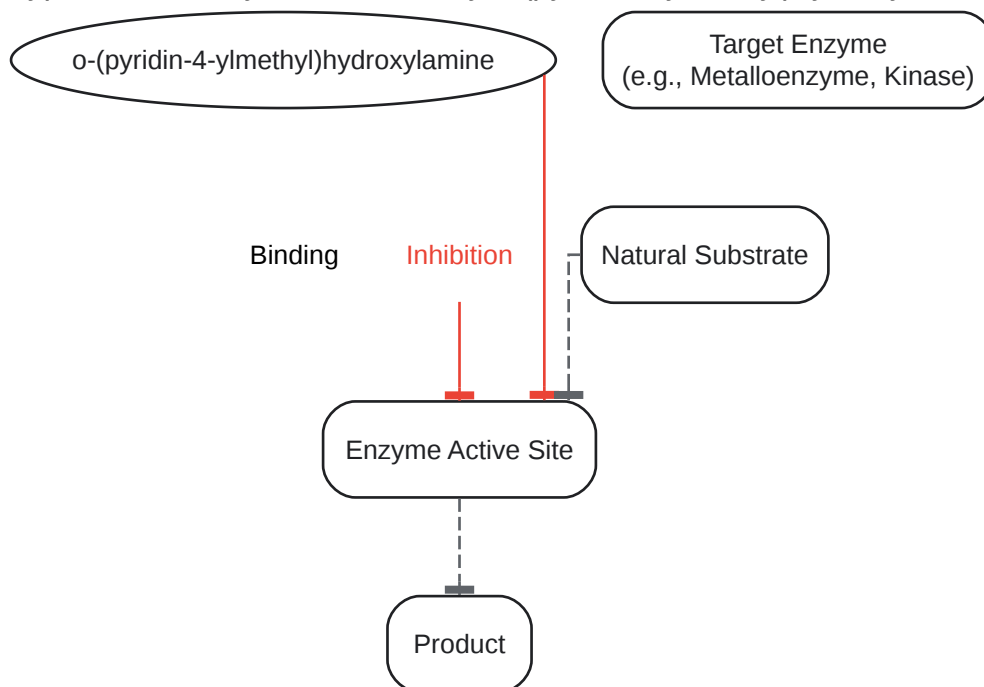 o-(pyridin-4-ylmethyl)hydroxylamine
Target Enzyme
(e.g., Metalloenzyme, Kinase)
Binding
Inhibition
Natural Substrate
Enzyme Active Site
Product